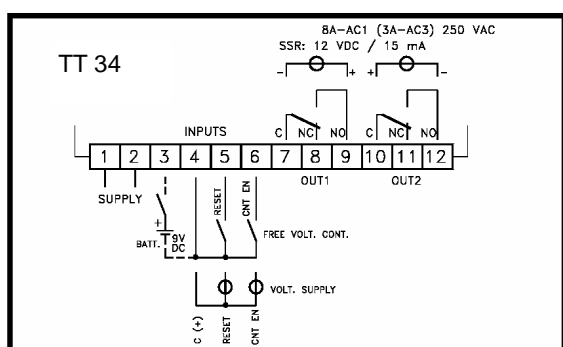 8A-AC1 (3A-AC3) 250 VAC
SSR: 12 VDC / 15 mA
TT 34
- + + -
INPUTS
C NC NO C NC NO
1 2 3 4 5 6 7 8 9 10 11 12
SUPPLY
OUT1
OUT2
RESET
CNT EN
+
BATT.
9V
DC
FREE VOLT. CONT.
VOLT. SUPPLY
C (+)
RESET
CNT EN